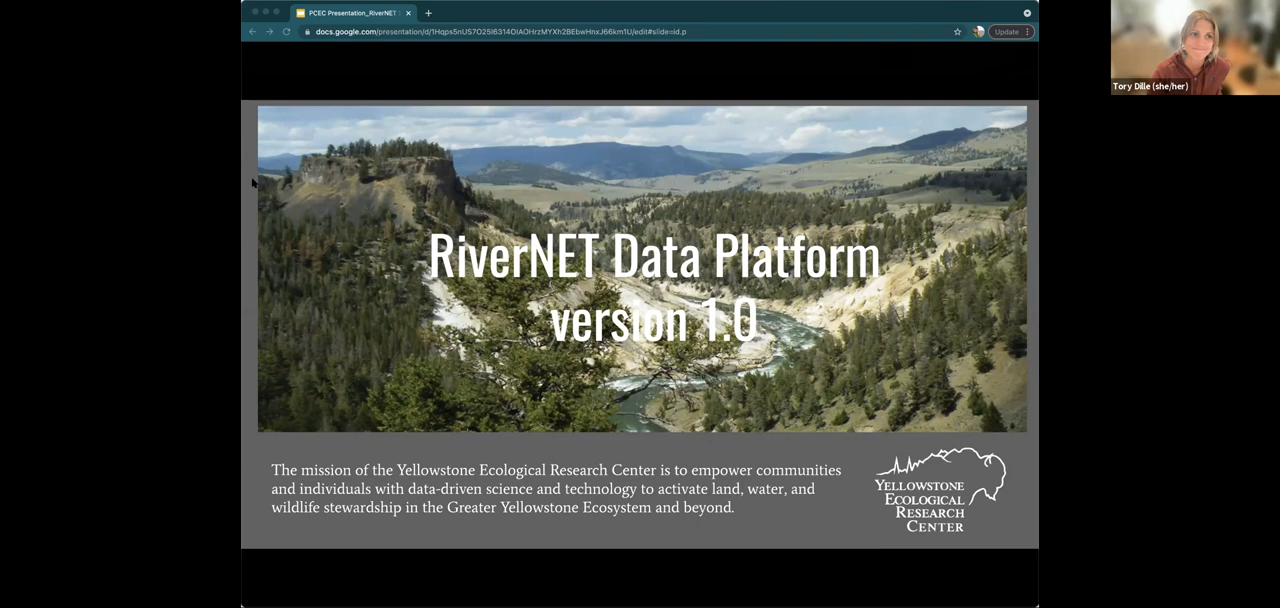 PCEC Presentation_RiverNET
docs.google.com/presentation/d/1Hqps5nUS7O25I6314OIAOHrzMYXh2BEbwHnxJ66km1U/edit#slide=id.p
Update
Tory Dille (she/her)
RiverNET Data Platform
version 1.0
The mission of the Yellowstone Ecological Research Center is to empower communities
and individuals with data-driven science and technology to activate land, water, and
wildlife stewardship in the Greater Yellowstone Ecosystem and beyond.
YELLOWSTONE
ECOLOGICAL
RESEARCH
CENTER